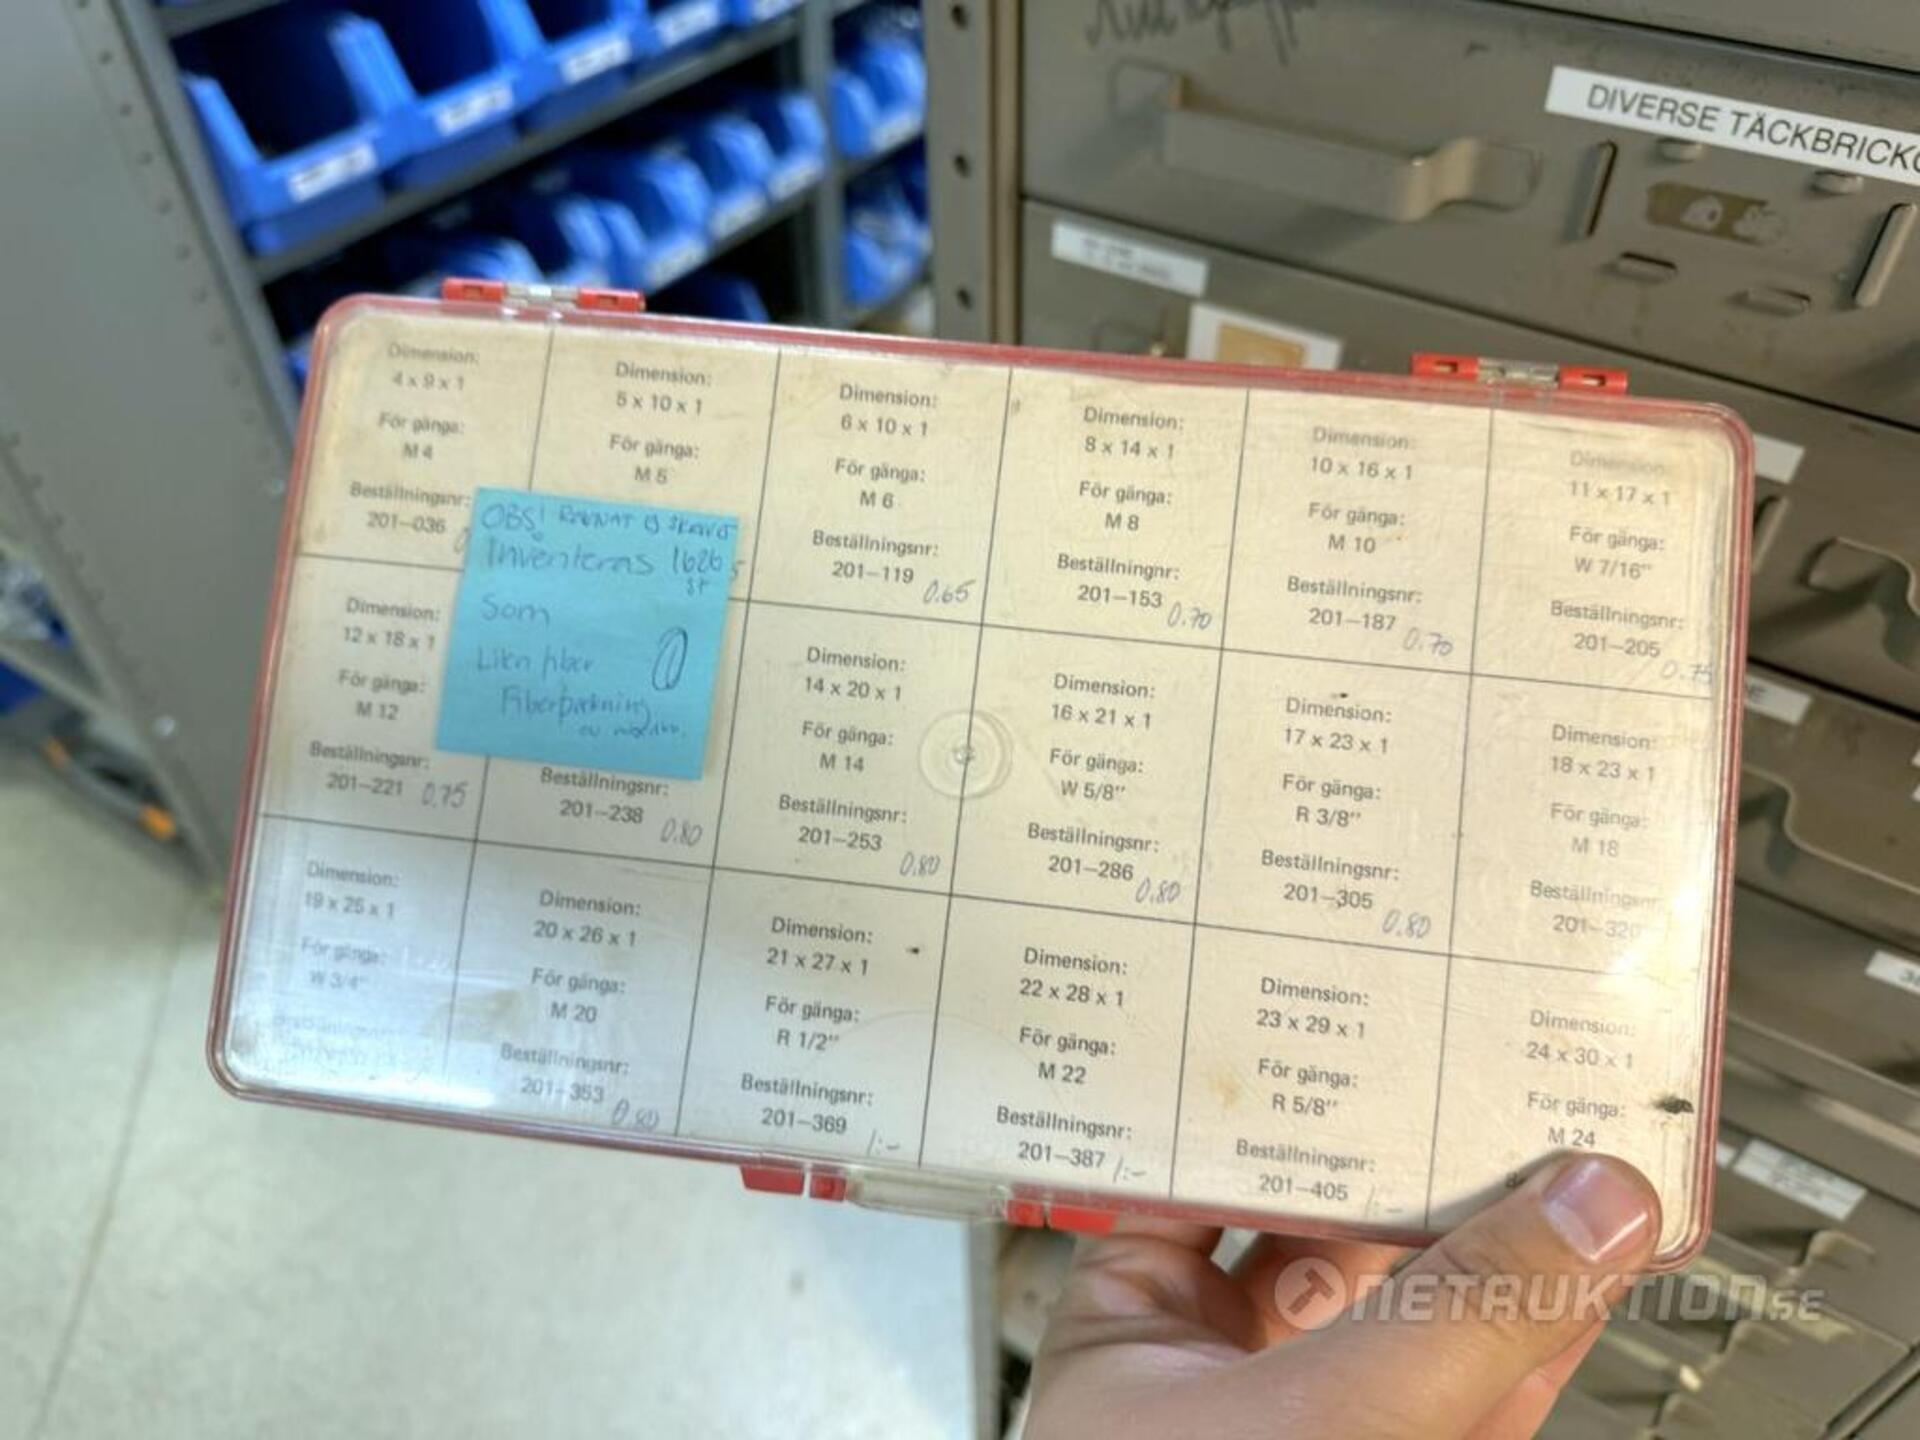 DIVERSE TÄCKBRICK
Dimension:
4 x 9 x 1
För gänga:
M 4
Beställningsnr:
201-036
Dimension:
5 x 10 x 1
För gänga:
M 5
Dimension:
6 x 10 x 1
För gänga:
M 6
Beställningsnr:
201-119 0.65
Dimension:
8 x 14 x 1
För gänga:
M 8
Beställningnr:
201-153 0.70
Dimension:
10 x 16 x 1
För gänga:
M 10
Beställningsnr:
201-187 0.70
Dimension:
11 x 17 x 1
För gänga:
W 7/16"
Beställningsnr:
201-205 0.75
OBS!
Inventeras 1626
st
Som
Liten fiber
Fiberpackning
Dimension:
12 x 18 x 1
För gänga:
M 12
Beställningsnr:
201-221 0.75
Beställningsnr:
201-238 0.80
Dimension:
14 x 20 x 1
För gänga:
M 14
Beställningsnr:
201-253 0.80
Dimension:
16 x 21 x 1
För gänga:
W 5/8"
Beställningsnr:
201-286 0.80
Dimension:
17 x 23 x 1
För gänga:
R 3/8"
Beställningsnr:
201-305 0.80
Dimension:
18 x 23 x 1
För gänga:
M 18
Beställningsnr
201-320
Dimension:
19 x 25 x 1
För gänga:
W 3/4"
Dimension:
20 x 26 x 1
För gänga:
M 20
Beställningsnr:
201-353 0.80
Dimension:
21 x 27 x 1
För gänga:
R 1/2"
Beställningsnr:
201-369 1:-
Dimension:
22 x 28 x 1
För gänga:
M 22
Beställningsnr:
201-387 1:-
Dimension:
23 x 29 x 1
För gänga:
R 5/8"
Beställningsnr:
201-405 1:-
Dimension:
24 x 30 x 1
För gänga:
M 24
NETAUKTION.SE